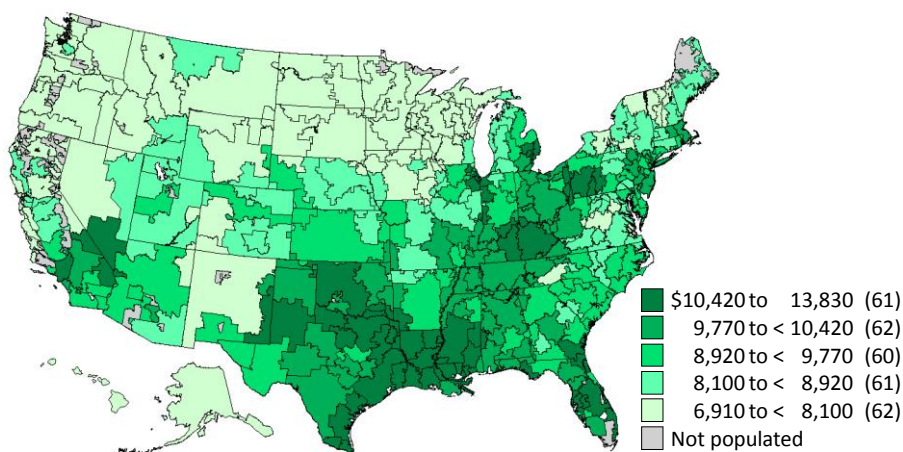 $10,420 to 13,830 (61)
9,770 to < 10,420 (62)
8,920 to < 9,770 (60)
8,100 to < 8,920 (61)
6,910 to < 8,100 (62)
Not populated